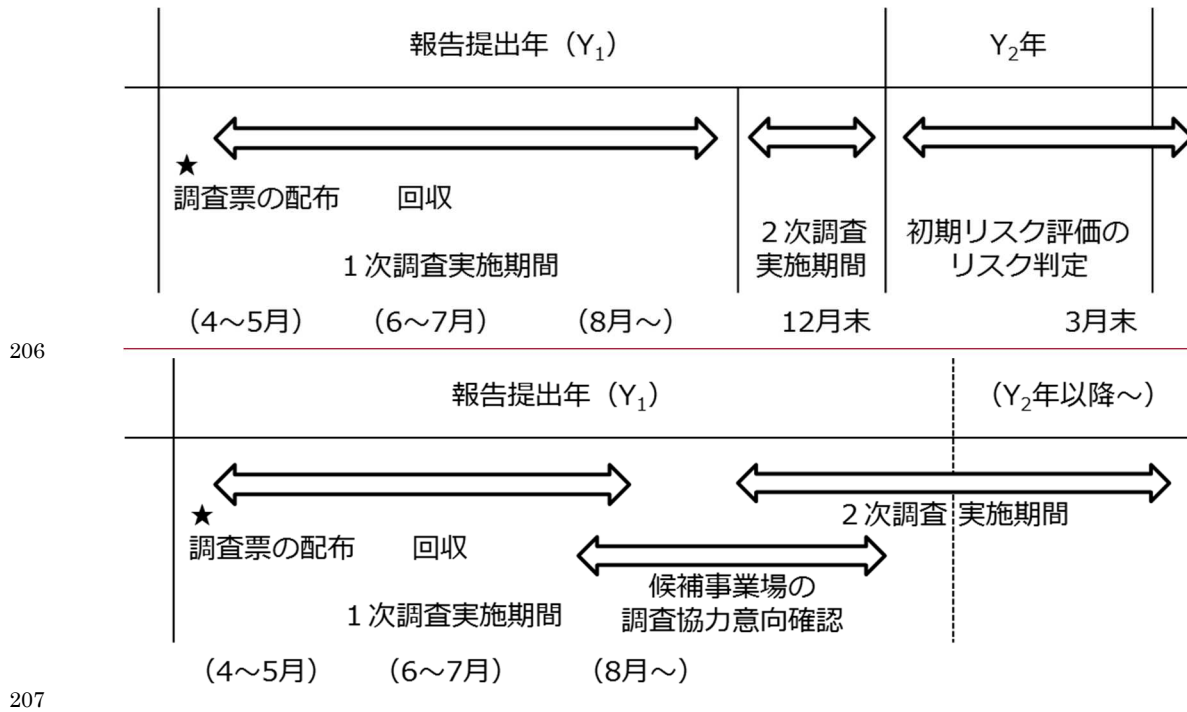 報告提出年（Y₁）
Y₂年
★
調査票の配布
回収
１次調査実施期間
２次調査
実施期間
初期リスク評価の
リスク判定
（4～5月）
（6～7月）
（8月～）
12月末
3月末
206
報告提出年（Y₁）
（Y₂年以降～）
２次調査 実施期間
★
調査票の配布
回収
候補事業場の
調査協力意向確認
１次調査実施期間
（4～5月）
（6～7月）
（8月～）
207